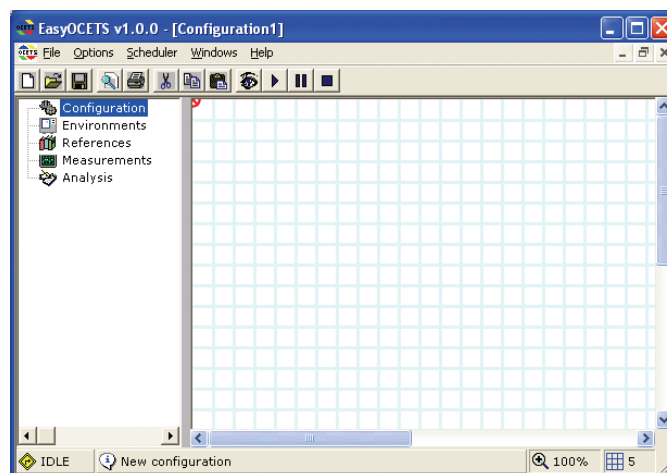 EasyOCETS v1.0.0 - [Configuration1]
OCETS File Options Scheduler Windows Help
Configuration
Environments
References
Measurements
Analysis
IDLE New configuration 100% 5